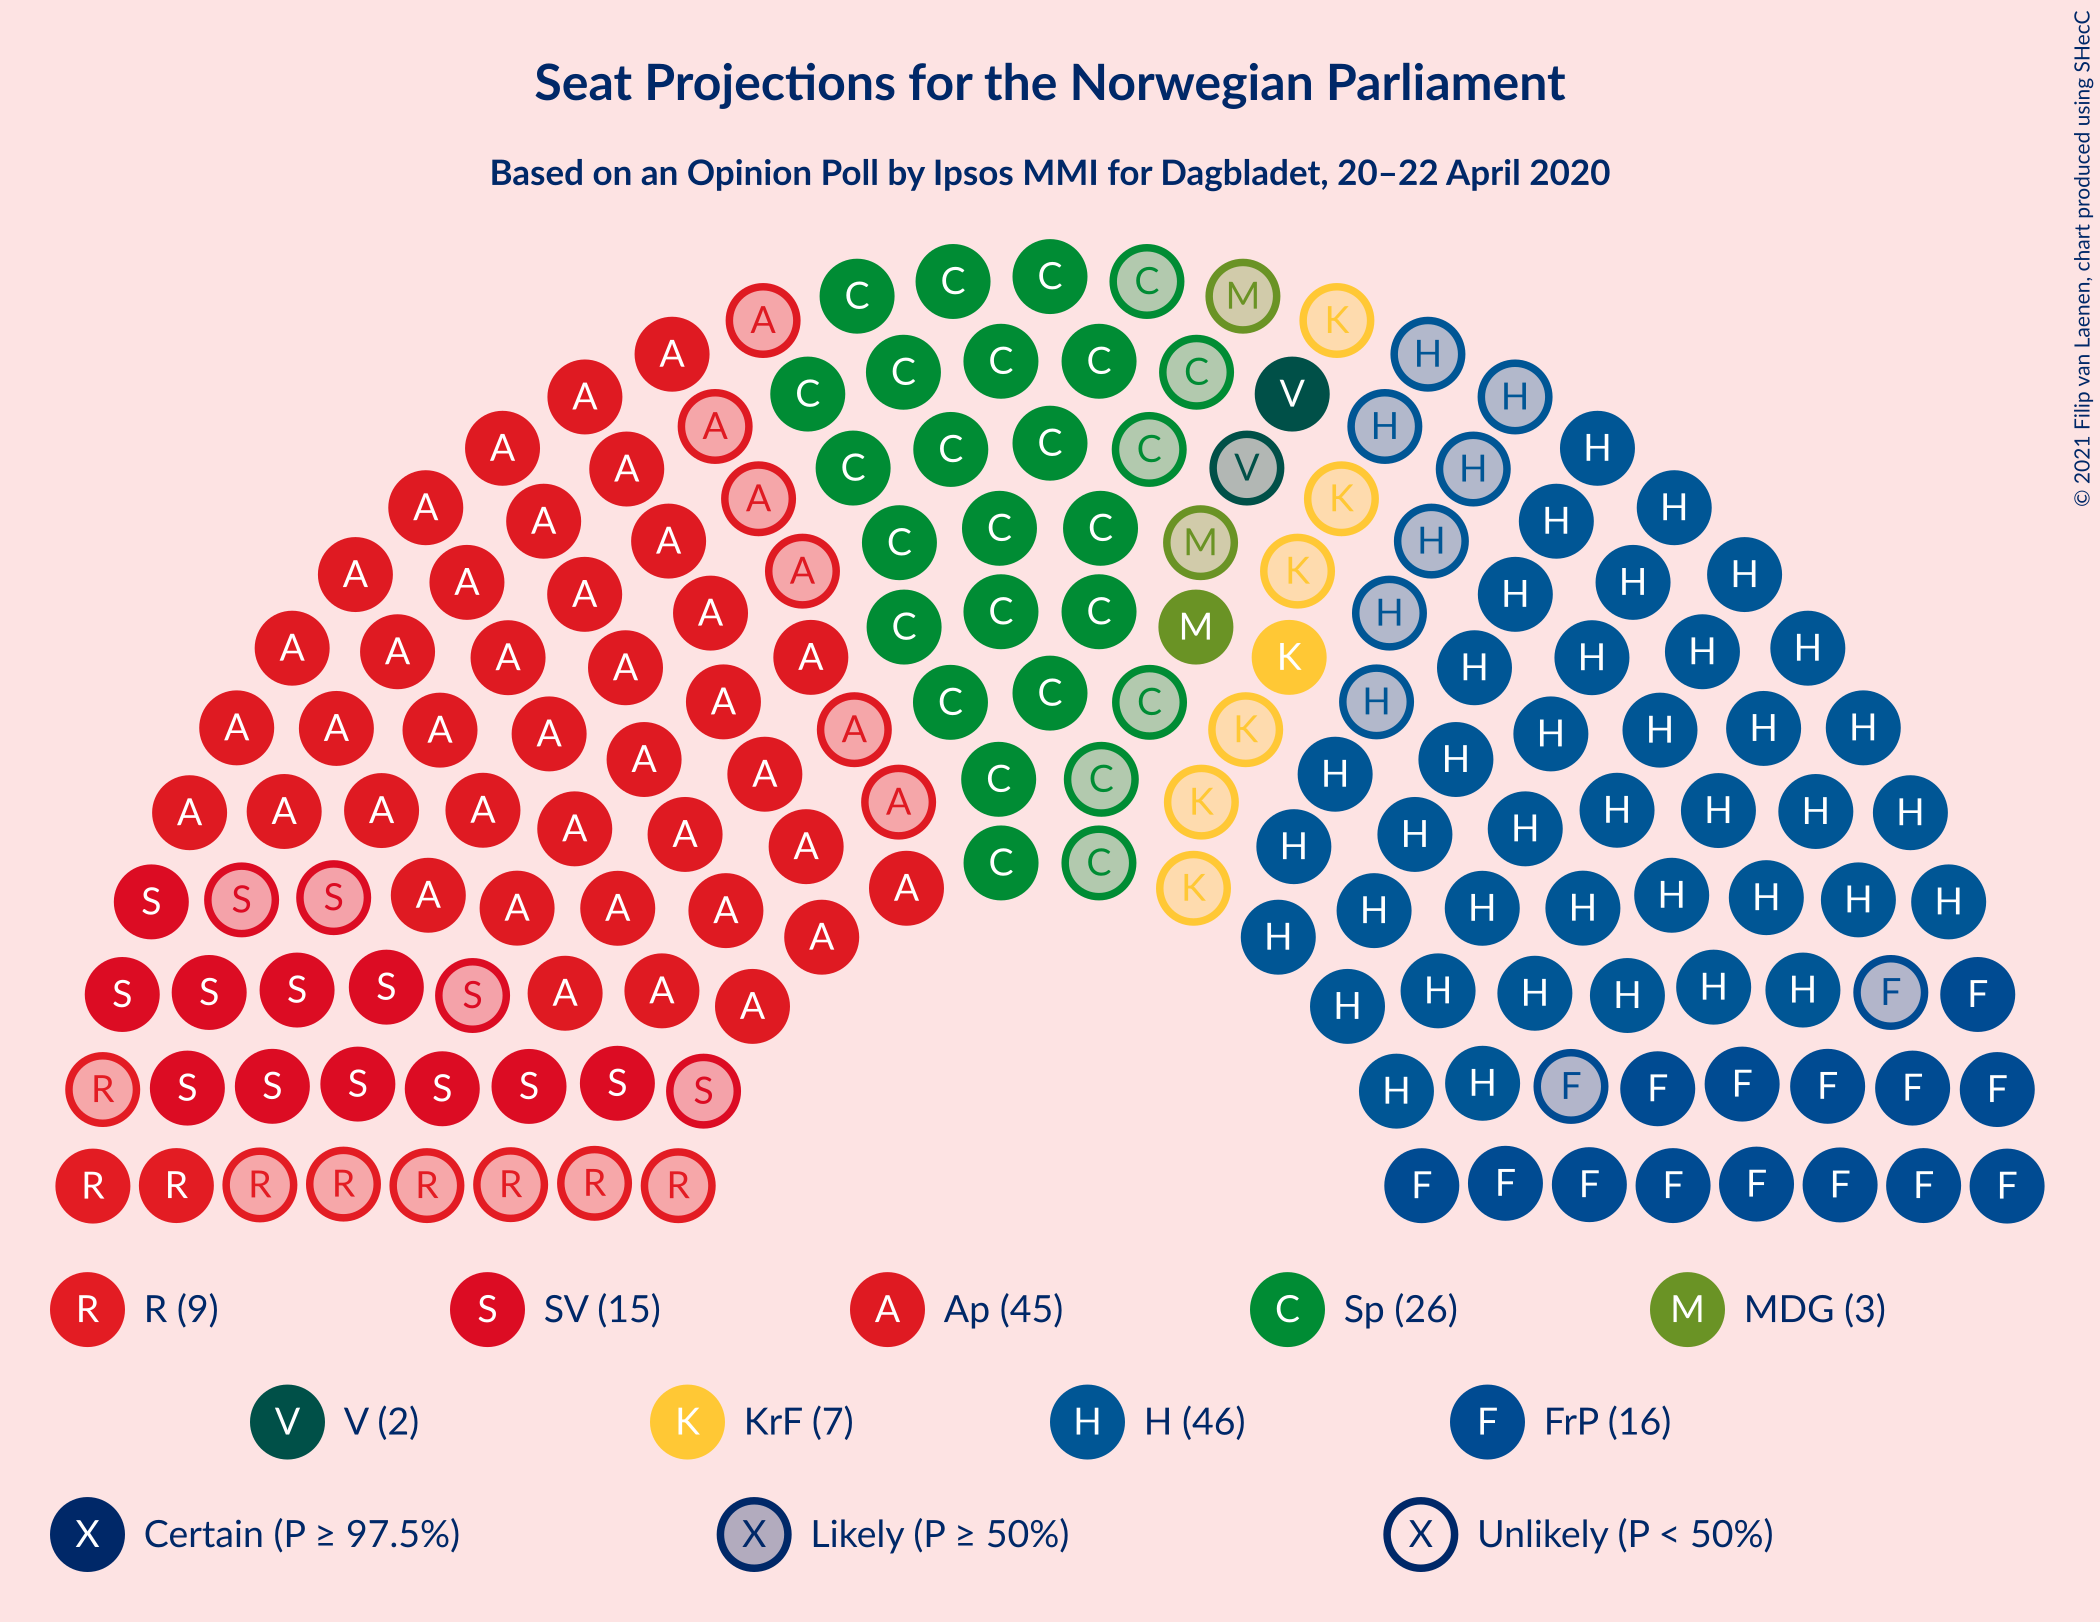 Seat Projections for the Norwegian Parliament
Based on an Opinion Poll by Ipsos MMI for Dagbladet, 20–22 April 2020
© 2021 Filip van Laenen, chart produced using SHecC
C C C C M K
A C C C C C V H H
A A C C C C V K H H
A A A C C C M K H H H
A A A A C C C M K H H H
A A A A A C C C K H H H H
A A A A A A C C K H H H H H
A A A A A A A C C K H H H H H H
A A A A A A A A H H H H H H H
S S S A A A A A H H H H H H H H
S S S S S A A A H H H H H H F F
R S S S S S S S H H F F F F F F
R R R R R R R R F F F F F F F F
R R (9) S SV (15) A Ap (45) C Sp (26) M MDG (3)
V V (2) K KrF (7) H H (46) F FrP (16)
X Certain (P ≥ 97.5%) X Likely (P ≥ 50%) X Unlikely (P < 50%)